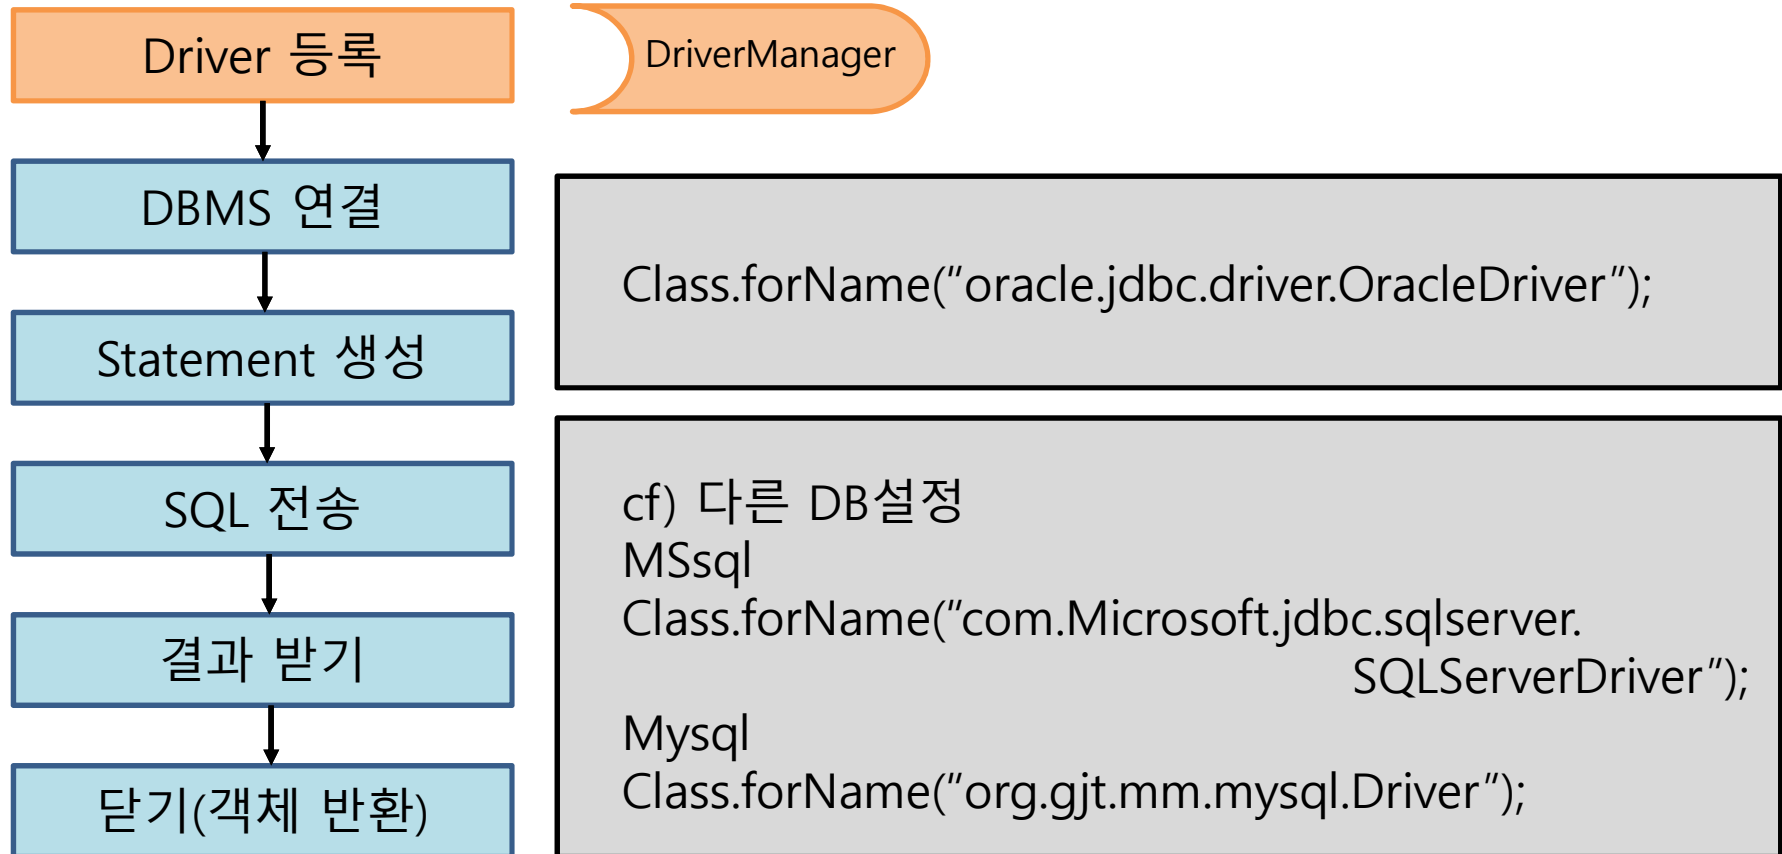 Driver 등록
DriverManager
DBMS 연결
Statement 생성
SQL 전송
결과 받기
닫기(객체 반환)
Class.forName("oracle.jdbc.driver.OracleDriver");
cf) 다른 DB설정
MSsql
Class.forName("com.Microsoft.jdbc.sqlserver.
SQLServerDriver");
Mysql
Class.forName("org.gjt.mm.mysql.Driver");